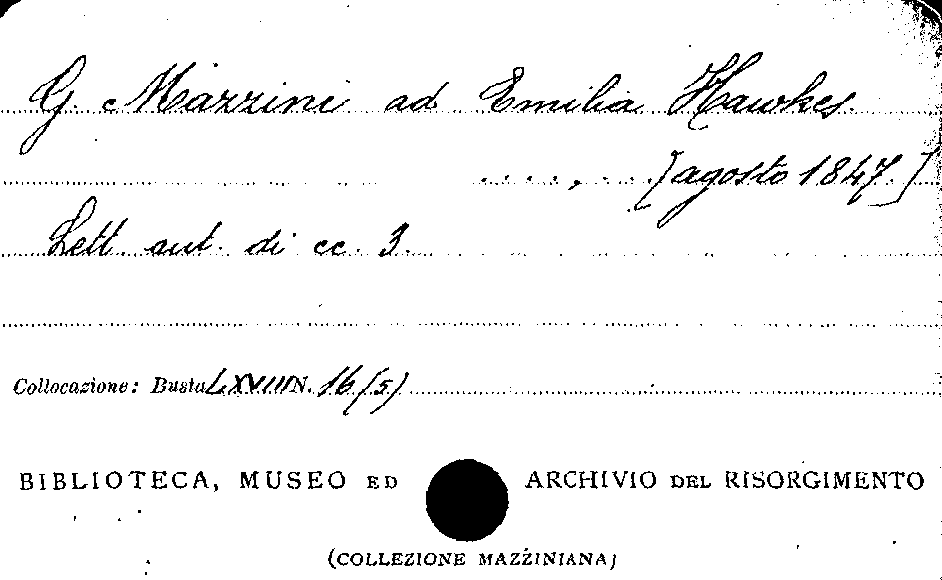 G. Mazzini ad Emilia Hawkes.
...., ... [agosto 1847.]
Lett. aut. di cc. 3.
Collocazione: Busta LXVIII N. 16 (5)
BIBLIOTECA, MUSEO ED ARCHIVIO DEL RISORGIMENTO
(COLLEZIONE MAZZINIANA)